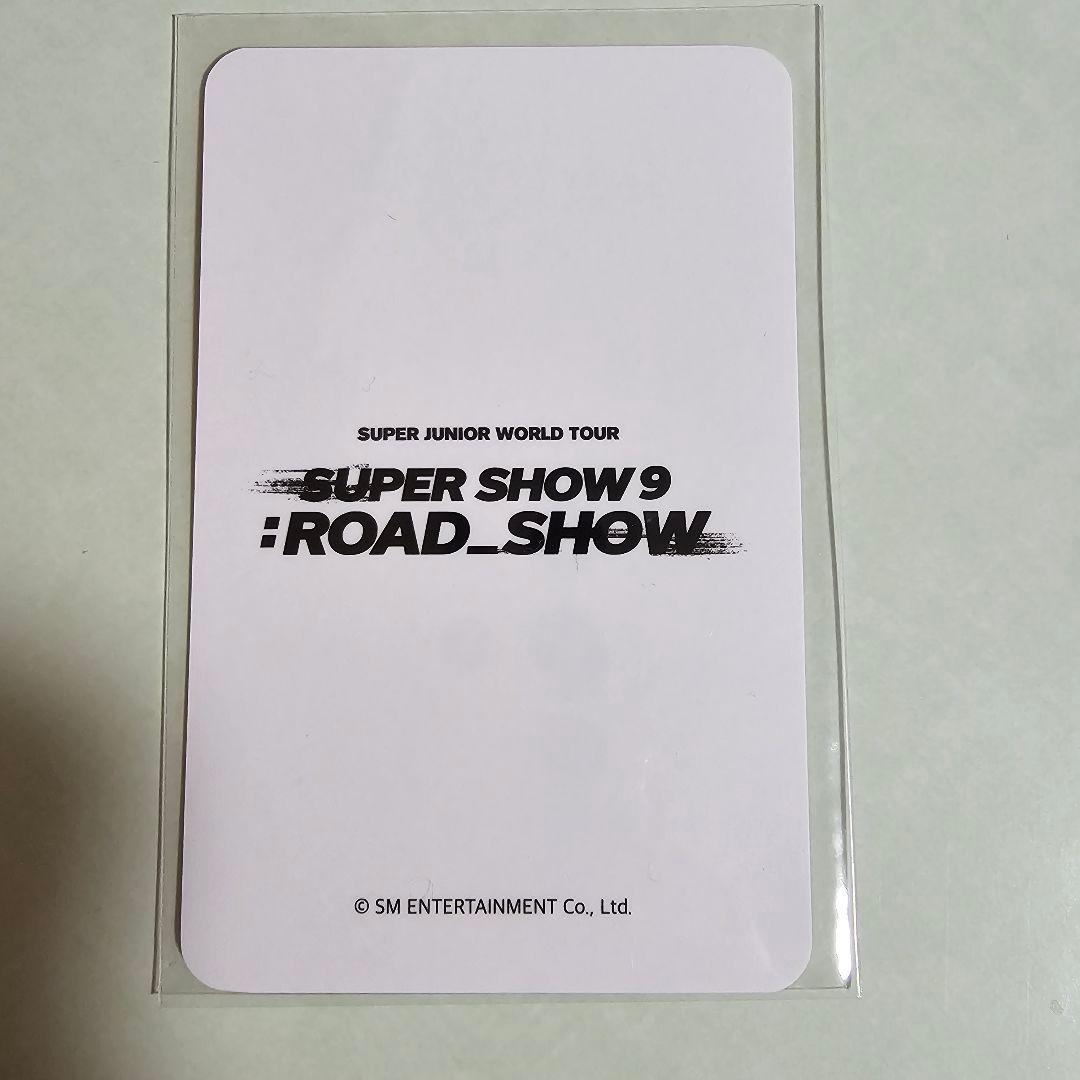 SUPER JUNIOR WORLD TOUR
SUPER SHOW 9
:ROAD_SHOW
© SM ENTERTAINMENT Co., Ltd.